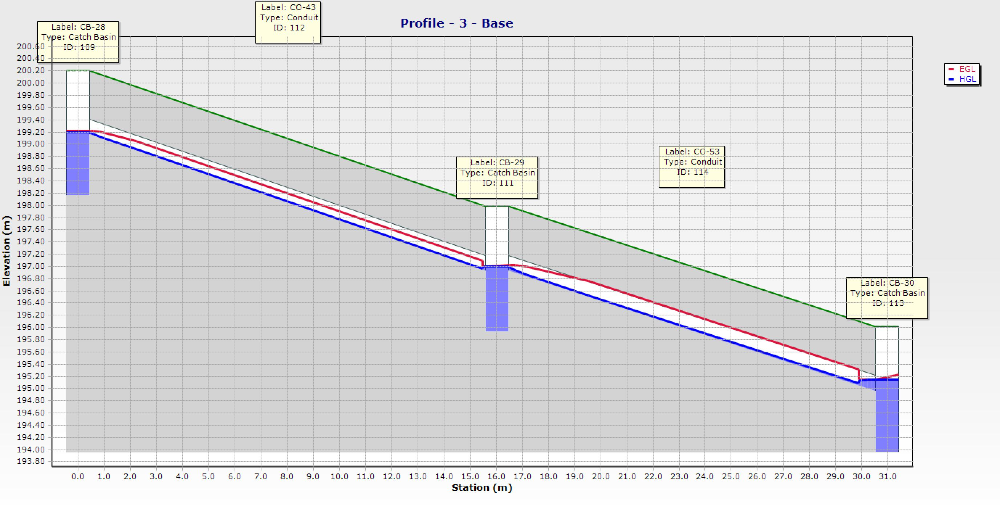 Profile - 3 - Base
Label: CB-28
Type: Catch Basin
ID: 109
Label: CO-43
Type: Conduit
ID: 112
Label: CB-29
Type: Catch Basin
ID: 111
Label: CO-53
Type: Conduit
ID: 114
Label: CB-30
Type: Catch Basin
ID: 113
EGL
HGL
Elevation (m)
200.60
200.40
200.20
200.00
199.80
199.60
199.40
199.20
199.00
198.80
198.60
198.40
198.20
198.00
197.80
197.60
197.40
197.20
197.00
196.80
196.60
196.40
196.20
196.00
195.80
195.60
195.40
195.20
195.00
194.80
194.60
194.40
194.20
194.00
193.80
0.0 1.0 2.0 3.0 4.0 5.0 6.0 7.0 8.0 9.0 10.0 11.0 12.0 13.0 14.0 15.0 16.0 17.0 18.0 19.0 20.0 21.0 22.0 23.0 24.0 25.0 26.0 27.0 28.0 29.0 30.0 31.0
Station (m)